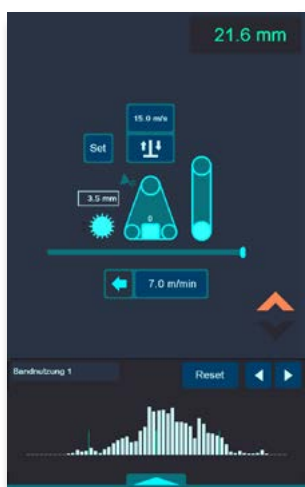 21.6 mm
15.0 m/s
Set
3.5 mm
0
7.0 m/min
Bandnutzung 1
Reset